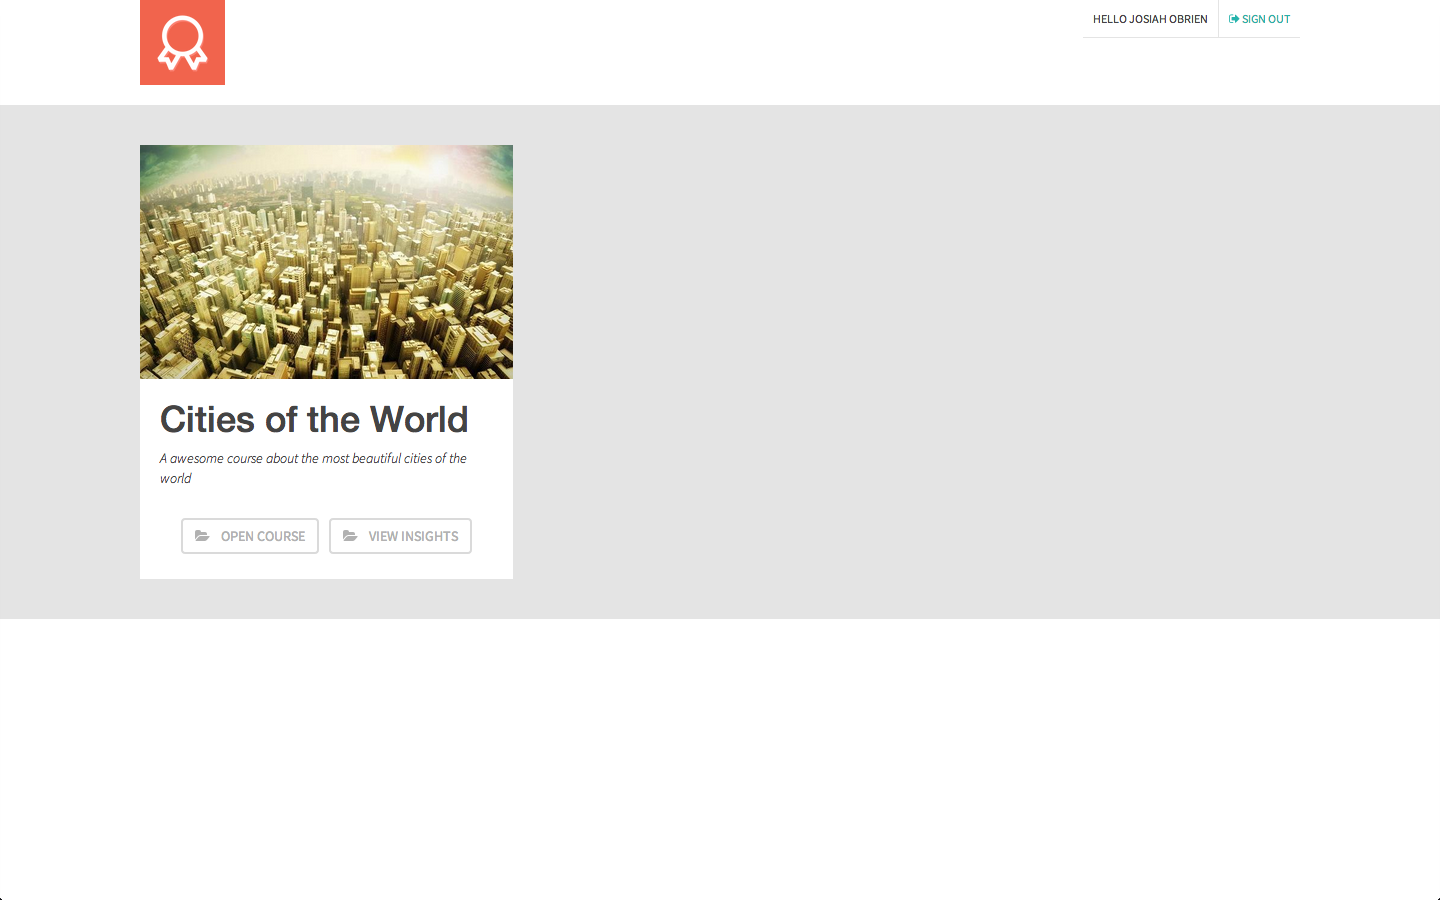 HELLO JOSIAH OBRIEN
SIGN OUT
Cities of the World
A awesome course about the most beautiful cities of the
world
OPEN COURSE
VIEW INSIGHTS